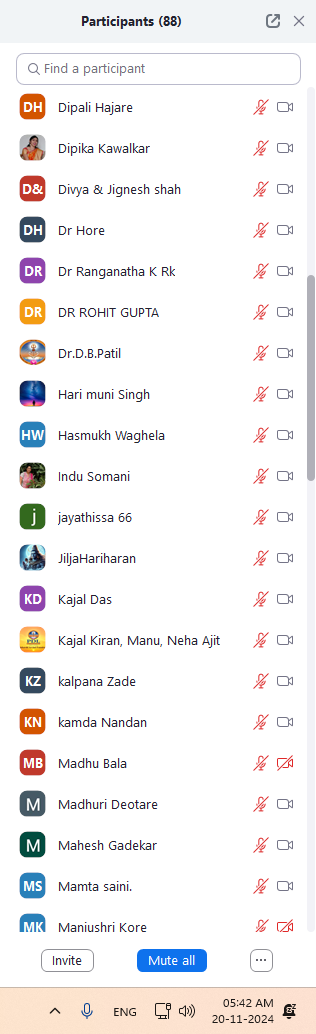 Participants (88)
Find a participant
DH Dipali Hajare
Dipika Kawalkar
D& Divya & Jignesh shah
DH Dr Hore
DR Dr Ranganatha K Rk
DR DR ROHIT GUPTA
Dr.D.B.Patil
Hari muni Singh
HW Hasmukh Waghela
Indu Somani
j jayathissa 66
JiljaHariharan
KD Kajal Das
Kajal Kiran, Manu, Neha Ajit
KZ kalpana Zade
KN kamda Nandan
MB Madhu Bala
M Madhuri Deotare
M Mahesh Gadekar
MS Mamta saini.
MK Manjushri Kore
Invite Mute all ...
ENG 05:42 AM
20-11-2024